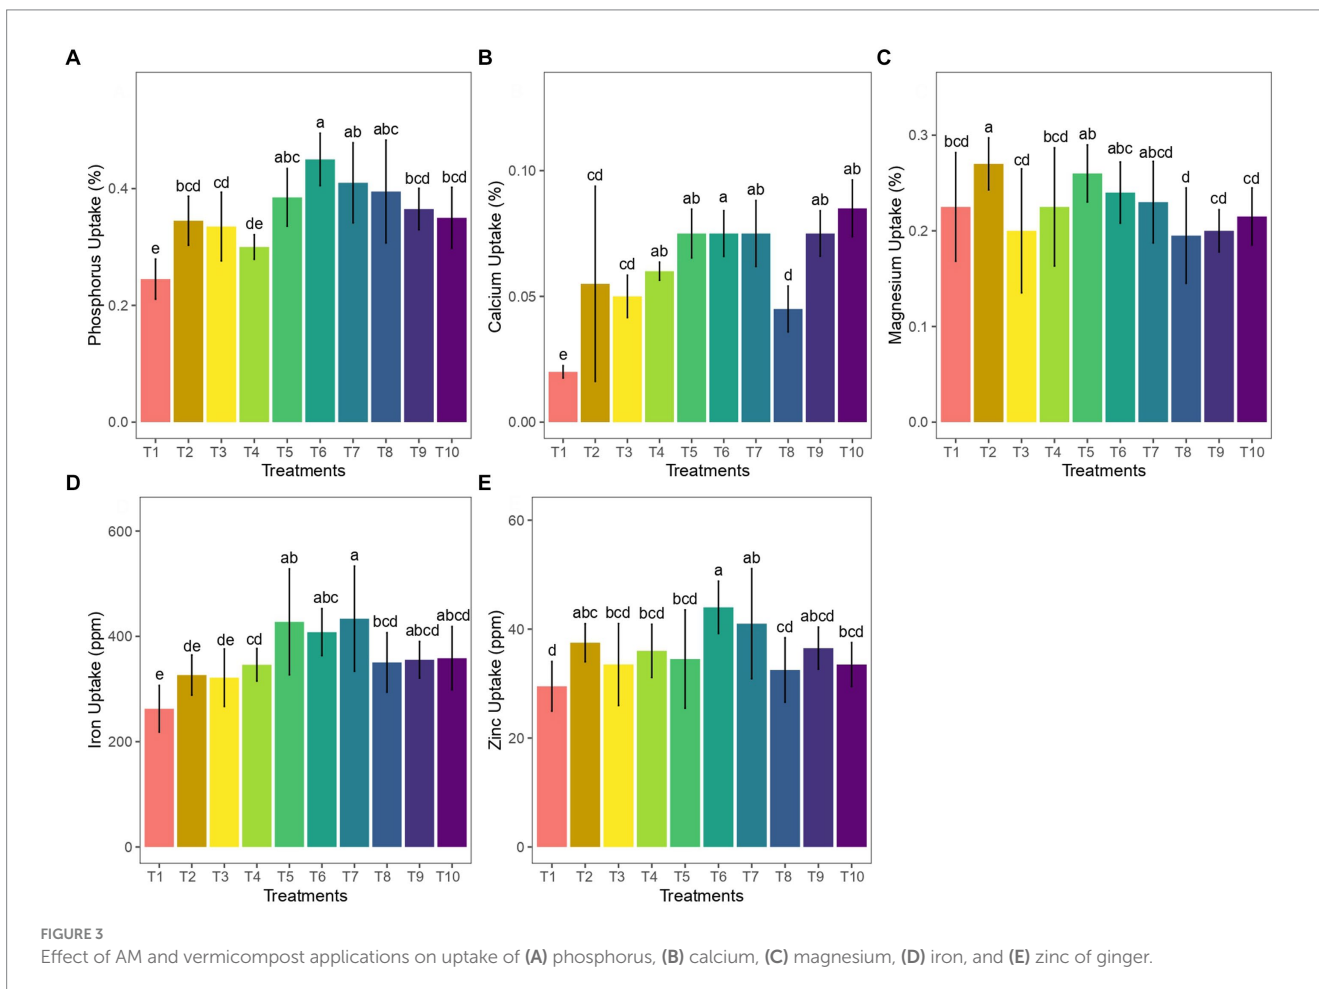 A
Phosphorus Uptake (%)
0.4
0.2
0.0
e
bcd
cd
de
abc
a
ab
abc
bcd
bcd
T1 T2 T3 T4 T5 T6 T7 T8 T9 T10
Treatments
B
Calcium Uptake (%)
0.10
0.05
0.00
e
cd
cd
ab
ab
a
ab
d
ab
ab
T1 T2 T3 T4 T5 T6 T7 T8 T9 T10
Treatments
C
Magnesium Uptake (%)
0.3
0.2
0.1
0.0
bcd
a
cd
bcd
ab
abc
abcd
d
cd
cd
T1 T2 T3 T4 T5 T6 T7 T8 T9 T10
Treatments
D
Iron Uptake (ppm)
600
400
200
0
e
de
de
cd
ab
abc
a
bcd
abcd
abcd
T1 T2 T3 T4 T5 T6 T7 T8 T9 T10
Treatments
E
Zinc Uptake (ppm)
60
40
20
0
d
abc
bcd
abcd
bcd
a
ab
cd
abcd
bcd
T1 T2 T3 T4 T5 T6 T7 T8 T9 T10
Treatments
FIGURE 3
Effect of AM and vermicompost applications on uptake of (A) phosphorus, (B) calcium, (C) magnesium, (D) iron, and (E) zinc of ginger.